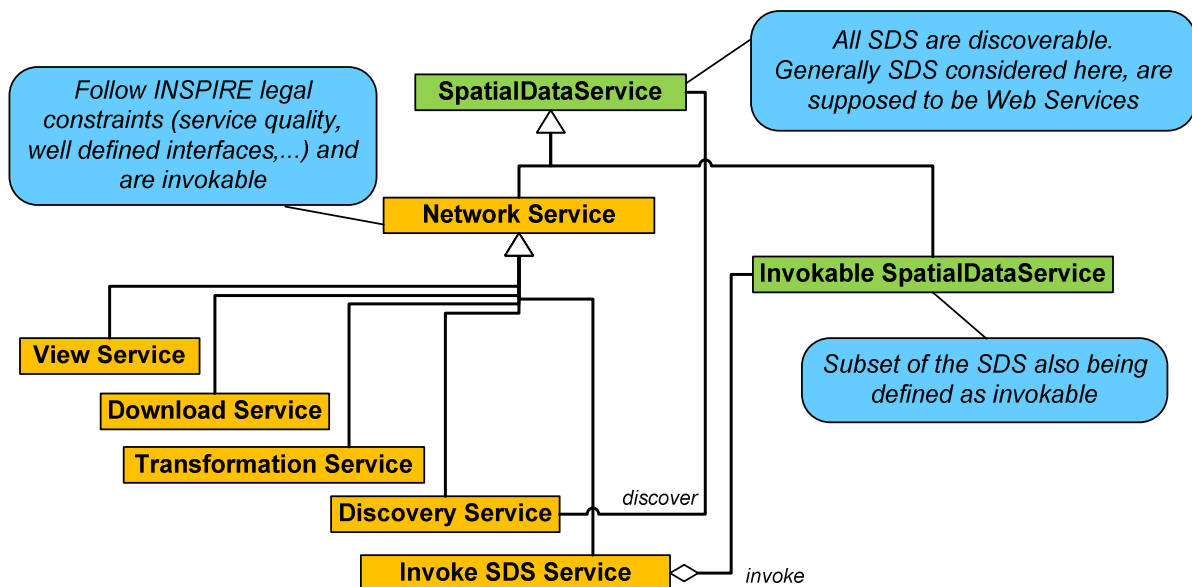 All SDS are discoverable.
Generally SDS considered here, are
supposed to be Web Services
Follow INSPIRE legal
constraints (service quality,
well defined interfaces,...) and
are invokable
SpatialDataService
Network Service
Invokable SpatialDataService
View Service
Subset of the SDS also being
defined as invokable
Download Service
Transformation Service
discover
Discovery Service
Invoke SDS Service
invoke